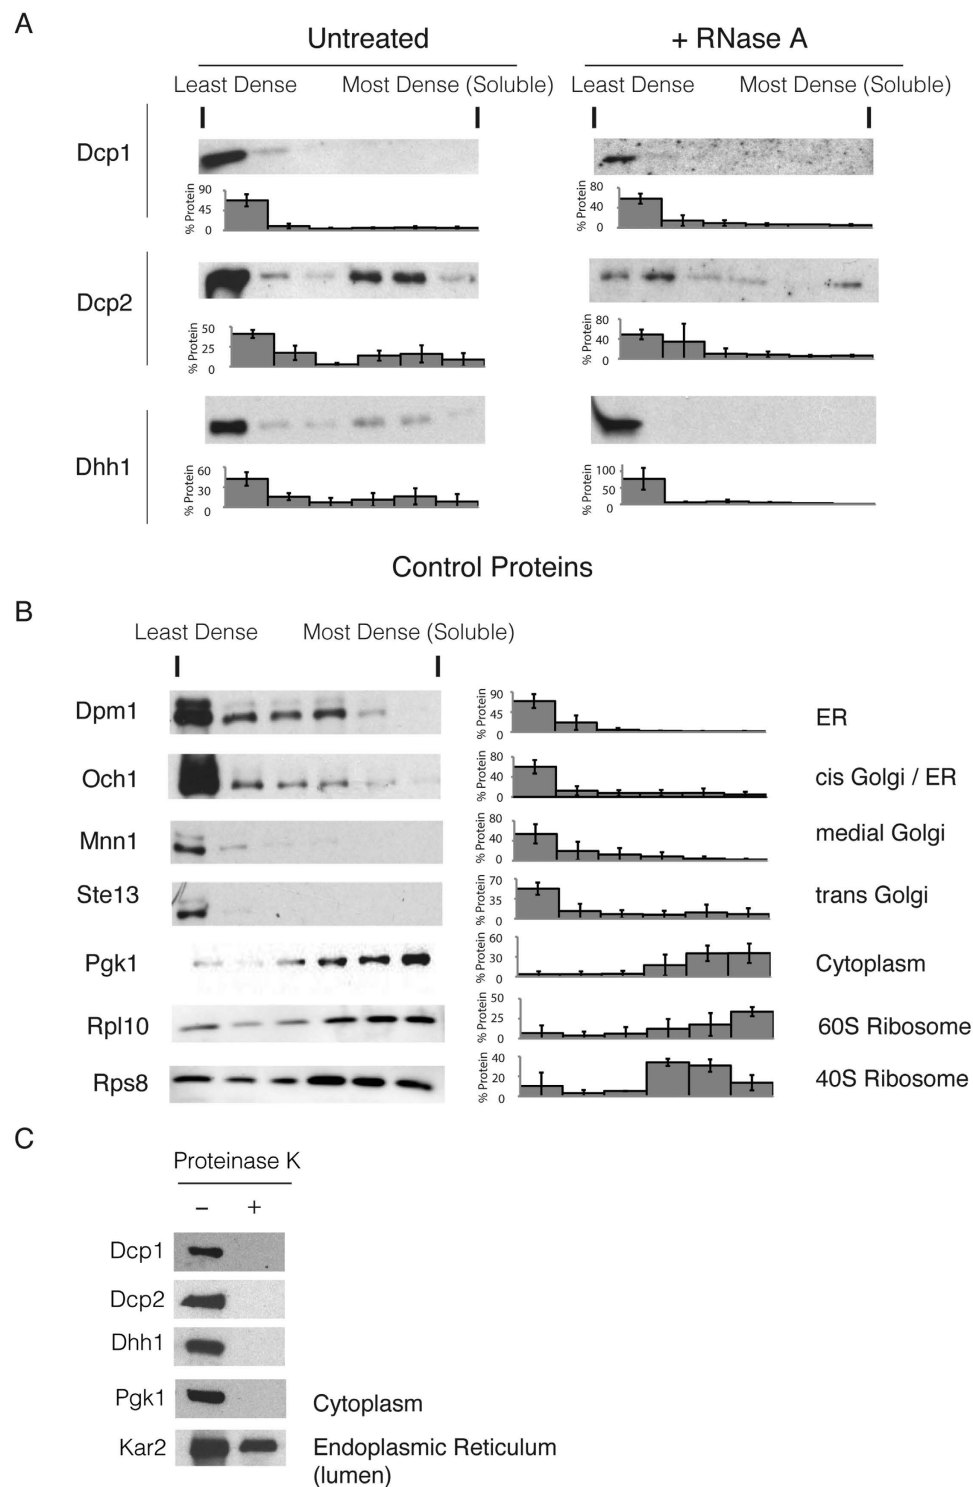 A
Untreated
+ RNase A
Least Dense
Most Dense (Soluble)
Least Dense
Most Dense (Soluble)
Dcp1
% Protein
90
45
0
% Protein
80
40
0
Dcp2
% Protein
50
25
0
% Protein
80
40
0
Dhh1
% Protein
60
30
0
% Protein
100
50
0
Control Proteins
B
Least Dense
Most Dense (Soluble)
Dpm1
% Protein
90
45
0
ER
Och1
% Protein
80
40
0
cis Golgi / ER
Mnn1
% Protein
80
40
0
medial Golgi
Ste13
% Protein
70
35
0
trans Golgi
Pgk1
% Protein
60
30
0
Cytoplasm
Rpl10
% Protein
50
25
0
60S Ribosome
Rps8
% Protein
40
20
0
40S Ribosome
C
Proteinase K
– +
Dcp1
Dcp2
Dhh1
Pgk1
Cytoplasm
Kar2
Endoplasmic Reticulum
(lumen)